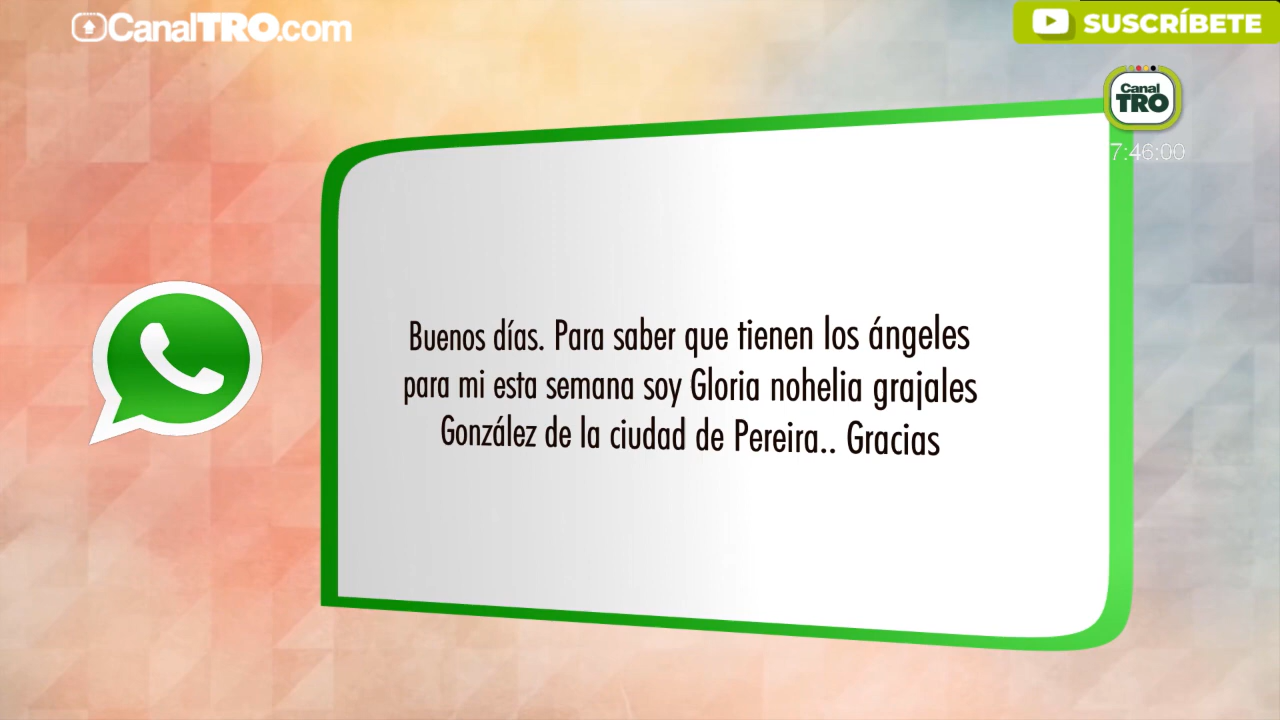 CanalTRO.com
SUSCRÍBETE
Canal
TRO
7:46:00
Buenos días. Para saber que tienen los ángeles
para mi esta semana soy Gloria nohelia grajales
González de la ciudad de Pereira.. Gracias